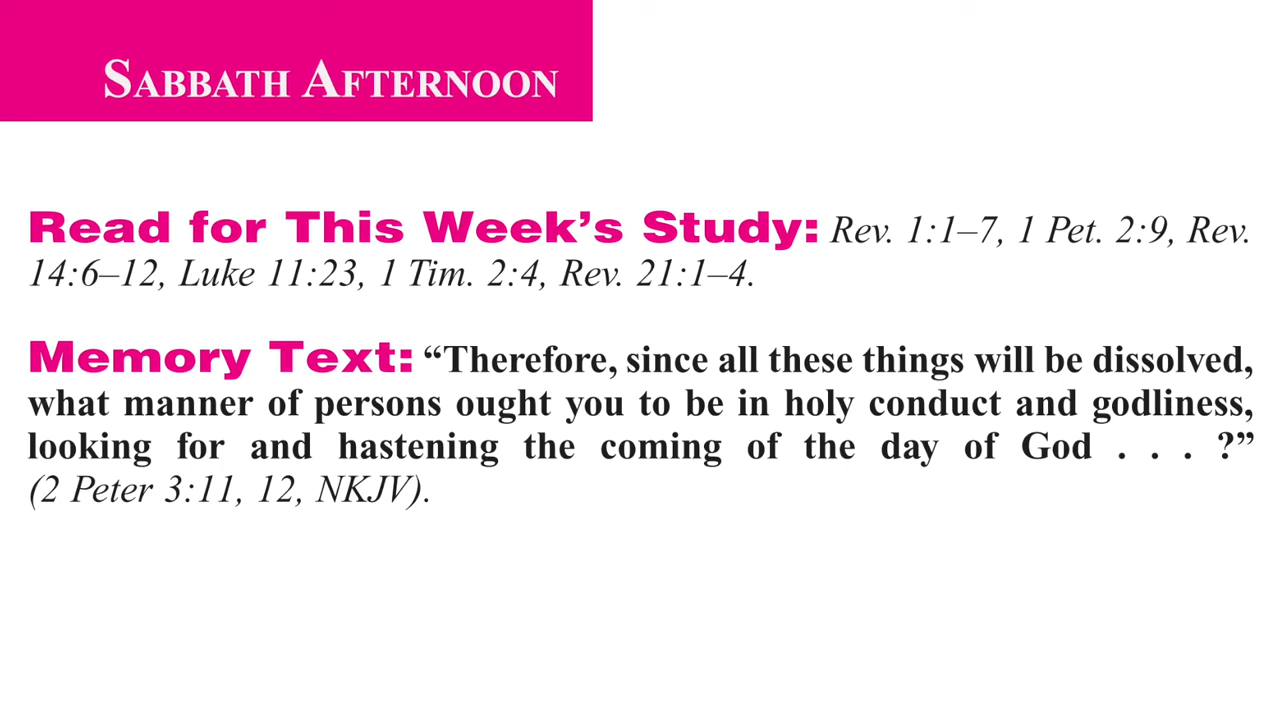 SABBATH AFTERNOON
Read for This Week’s Study: Rev. 1:1–7, 1 Pet. 2:9, Rev.
14:6–12, Luke 11:23, 1 Tim. 2:4, Rev. 21:1–4.
Memory Text: “Therefore, since all these things will be dissolved,
what manner of persons ought you to be in holy conduct and godliness,
looking for and hastening the coming of the day of God . . . ?”
(2 Peter 3:11, 12, NKJV).